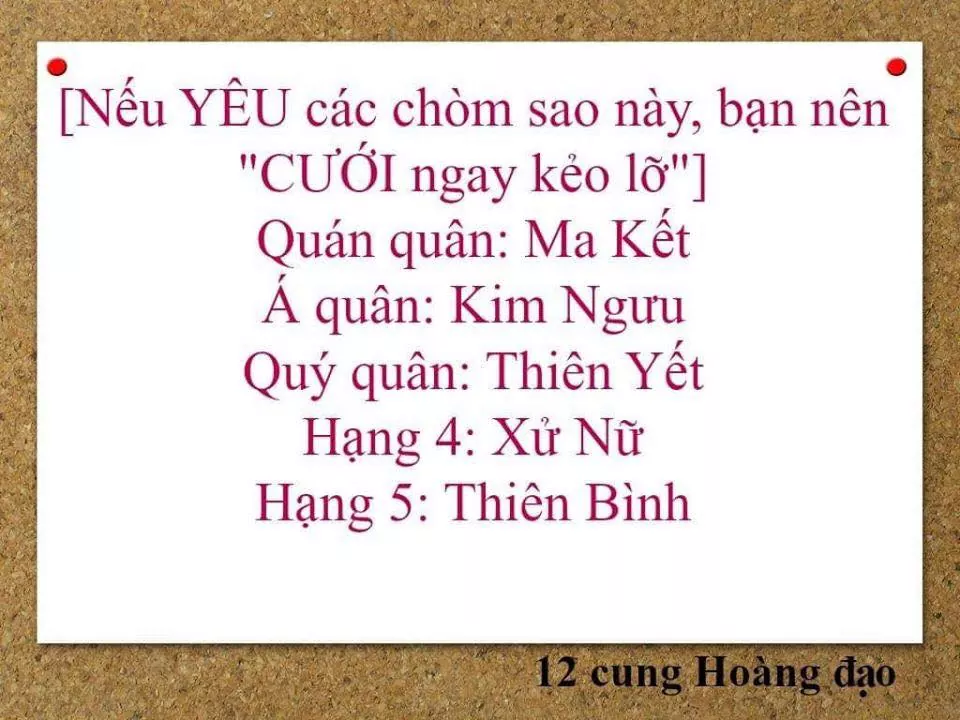 [Nếu YÊU các chòm sao này, bạn nên
"CƯỚI ngay kẻo lỡ"]
Quán quân: Ma Kết
Á quân: Kim Ngưu
Quý quân: Thiên Yết
Hạng 4: Xử Nữ
Hạng 5: Thiên Bình
12 cung Hoàng đạo